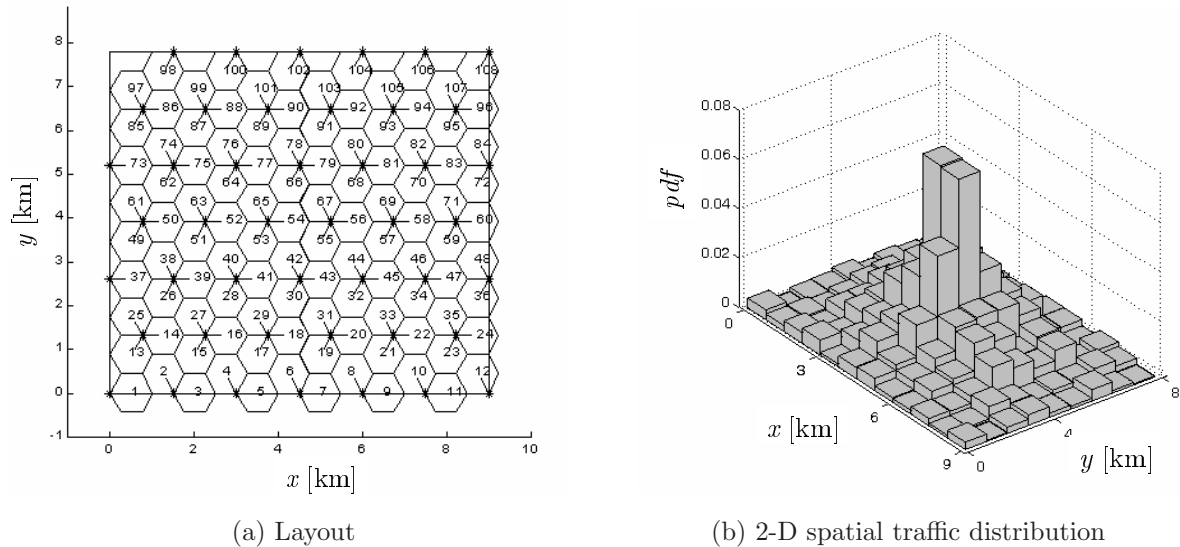 8
98 100 102 104 106 108
7
97 99 101 103 105 107
86 88 90 92 94 96
6
85 87 89 91 93 95
74 76 78 80 82 84
5
73 75 77 79 81 83
62 64 66 68 70 72
61 63 65 67 69 71
4
50 52 54 56 58 60
49 51 53 55 57 59
3
38 40 42 44 46 48
37 39 41 43 45 47
26 28 30 32 34 36
2
25 27 29 31 33 35
14 16 18 20 22 24
1
13 15 17 19 21 23
2 4 6 8 10 12
0
1 3 5 7 9 11
-1
0 2 4 6 8 10
y [km]
x [km]
(a) Layout
0.08
0.06
0.04
0.02
0
pdf
0
3
6
9
x [km]
0
4
8
y [km]
(b) 2-D spatial traffic distribution